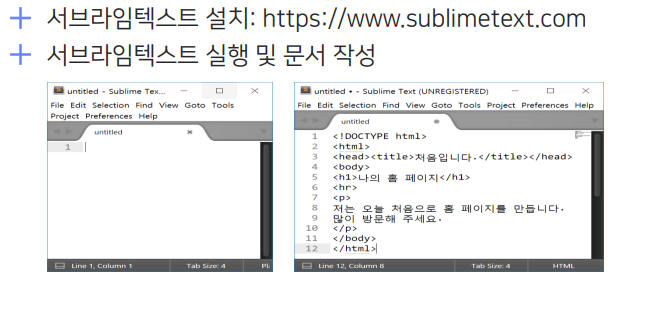 + 서브라임텍스트 설치: https://www.sublimetext.com
+ 서브라임텍스트 실행 및 문서 작성
untitled - Sublime Tex...
File Edit Selection Find View Goto Tools
Project Preferences Help
untitled
1
Line 1, Column 1 Tab Size: 4 Pl
untitled • - Sublime Text (UNREGISTERED)
File Edit Selection Find View Goto Tools Project Preferences Help
untitled
1 <!DOCTYPE html>
2 <html>
3 <head><title>처음입니다.</title></head>
4 <body>
5 <h1>나의 홈 페이지</h1>
6 <hr>
7 <p>
8 저는 오늘 처음으로 홈 페이지를 만듭니다.
9 많이 방문해 주세요.
10 </p>
11 </body>
12 </html>
Line 12, Column 8 Tab Size: 4 HTML